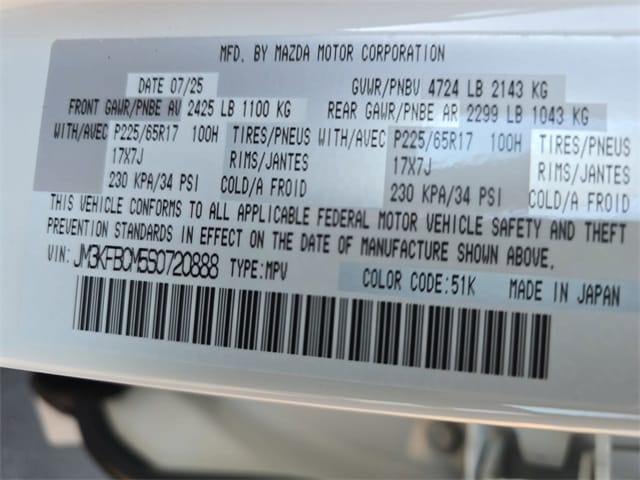 MFD. BY MAZDA MOTOR CORPORATION
DATE 07/25 GVWR/PNBV 4724 LB 2143 KG
FRONT GAWR/PNBE AV 2425 LB 1100 KG REAR GAWR/PNBE AR 2299 LB 1043 KG
WITH/AVEC P225/65R17 100H TIRES/PNEUS WITH/AVEC P225/65R17 100H TIRES/PNEUS
17X7J RIMS/JANTES 17X7J RIMS/JANTES
230 KPA/34 PSI COLD/A FROID 230 KPA/34 PSI COLD/A FROID
THIS VEHICLE CONFORMS TO ALL APPLICABLE FEDERAL MOTOR VEHICLE SAFETY AND THEFT
PREVENTION STANDARDS IN EFFECT ON THE DATE OF MANUFACTURE SHOWN ABOVE.
VIN: JM3KFBCM5S0720888 TYPE:MPV COLOR CODE:51K MADE IN JAPAN